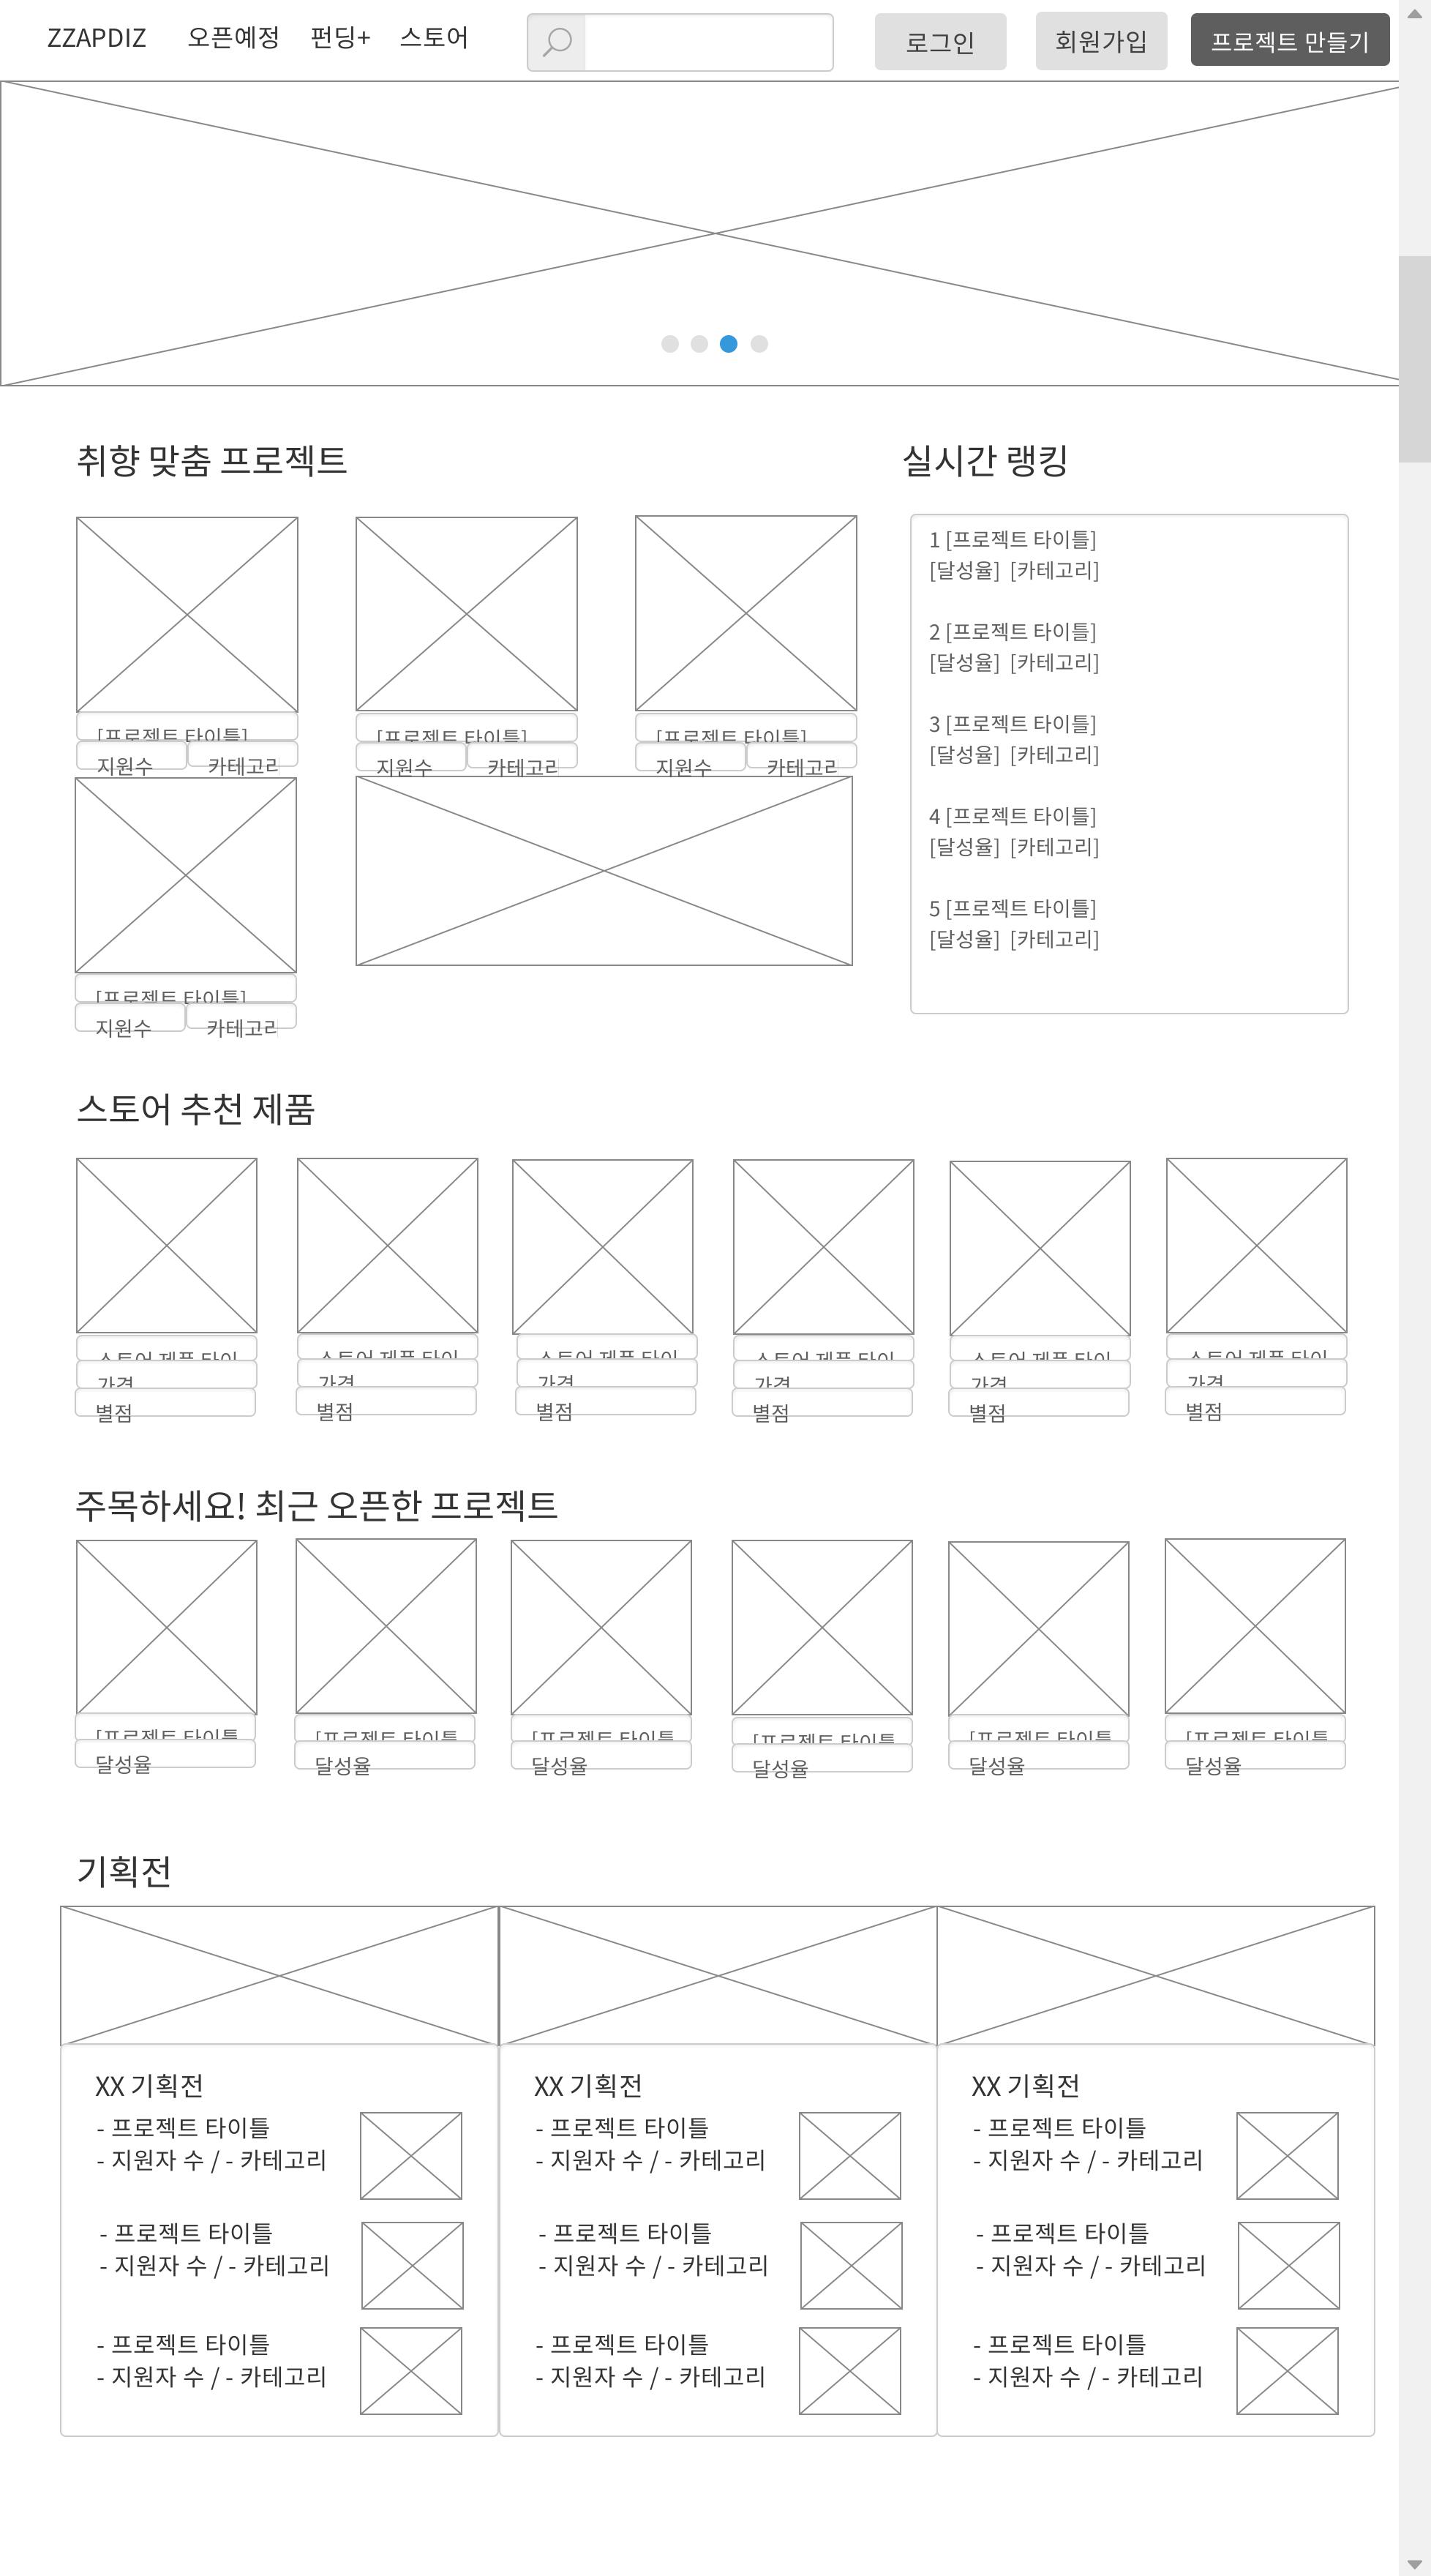 ZZAPDIZ 오픈예정 펀딩+ 스토어 로그인 회원가입 프로젝트 만들기
취향 맞춤 프로젝트
[프로젝트 타이틀] [프로젝트 타이틀] [프로젝트 타이틀]
지원수 카테고리 지원수 카테고리 지원수 카테고리
[프로젝트 타이틀]
지원수 카테고리
실시간 랭킹
1 [프로젝트 타이틀]
[달성율] [카테고리]
2 [프로젝트 타이틀]
[달성율] [카테고리]
3 [프로젝트 타이틀]
[달성율] [카테고리]
4 [프로젝트 타이틀]
[달성율] [카테고리]
5 [프로젝트 타이틀]
[달성율] [카테고리]
스토어 추천 제품
스토어 제품 타이 스토어 제품 타이 스토어 제품 타이 스토어 제품 타이 스토어 제품 타이 스토어 제품 타이
가격 가격 가격 가격 가격 가격
별점 별점 별점 별점 별점 별점
주목하세요! 최근 오픈한 프로젝트
[프로젝트 타이틀 [프로젝트 타이틀 [프로젝트 타이틀 [프로젝트 타이틀 [프로젝트 타이틀 [프로젝트 타이틀
달성율 달성율 달성율 달성율 달성율 달성율
기획전
XX 기획전
- 프로젝트 타이틀
- 지원자 수 / - 카테고리
- 프로젝트 타이틀
- 지원자 수 / - 카테고리
- 프로젝트 타이틀
- 지원자 수 / - 카테고리
XX 기획전
- 프로젝트 타이틀
- 지원자 수 / - 카테고리
- 프로젝트 타이틀
- 지원자 수 / - 카테고리
- 프로젝트 타이틀
- 지원자 수 / - 카테고리
XX 기획전
- 프로젝트 타이틀
- 지원자 수 / - 카테고리
- 프로젝트 타이틀
- 지원자 수 / - 카테고리
- 프로젝트 타이틀
- 지원자 수 / - 카테고리